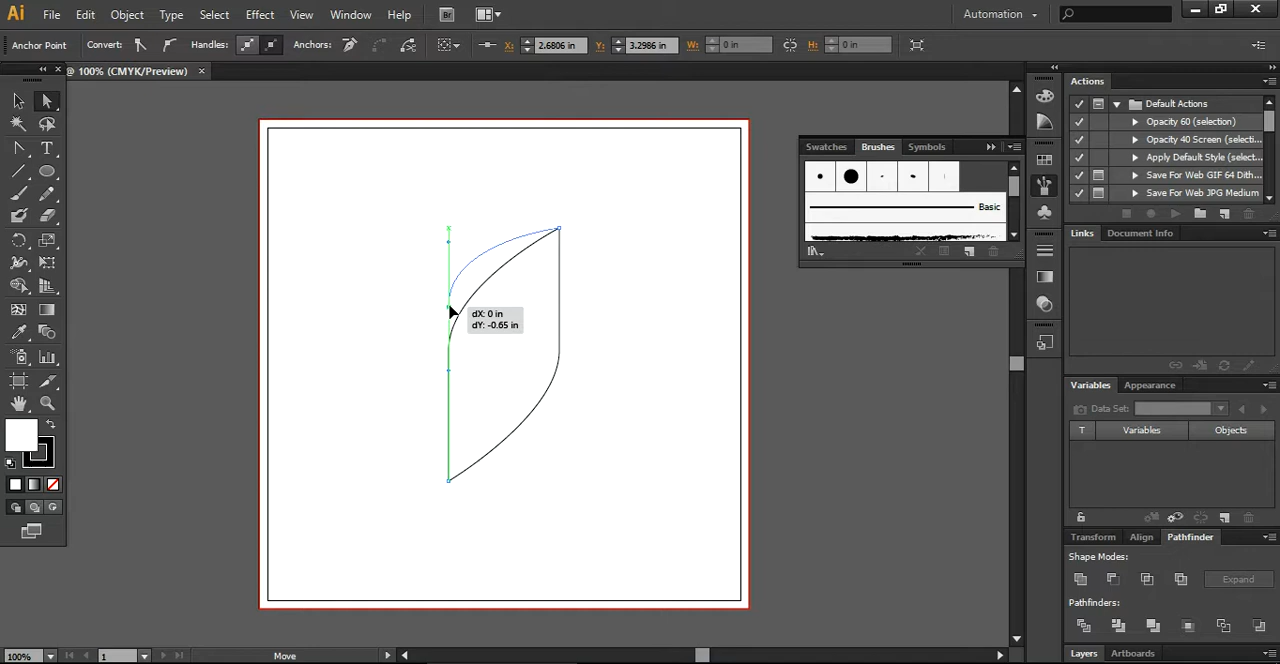 Ai File Edit Object Type Select Effect View Window Help Br Automation
Anchor Point Convert: Handles: Anchors: X: 2.6806 in Y: 3.2986 in W: 0 in H: 0 in
@ 100% (CMYK/Preview)
Actions
Default Actions
Opacity 60 (selection)
Opacity 40 Screen (selecti...
Apply Default Style (select...
Save For Web GIF 64 Dith...
Save For Web JPG Medium
Swatches Brushes Symbols
Basic
Links Document Info
dX: 0 in
dY: -0.65 in
Variables Appearance
Data Set:
T Variables Objects
Transform Align Pathfinder
Shape Modes:
Expand
Pathfinders:
Layers Artboards
100% 1 Move